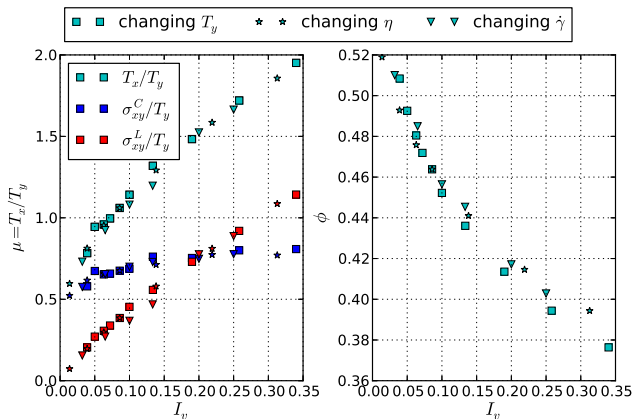 changing T_y changing η changing γ̇
2.0
1.5
1.0
0.5
0.0
μ=T_x/T_y
T_x/T_y
σ^C_xy/T_y
σ^L_xy/T_y
0.00 0.05 0.10 0.15 0.20 0.25 0.30 0.35
I_v
0.52
0.50
0.48
0.46
0.44
0.42
0.40
0.38
0.36
ϕ
0.00 0.05 0.10 0.15 0.20 0.25 0.30 0.35
I_v